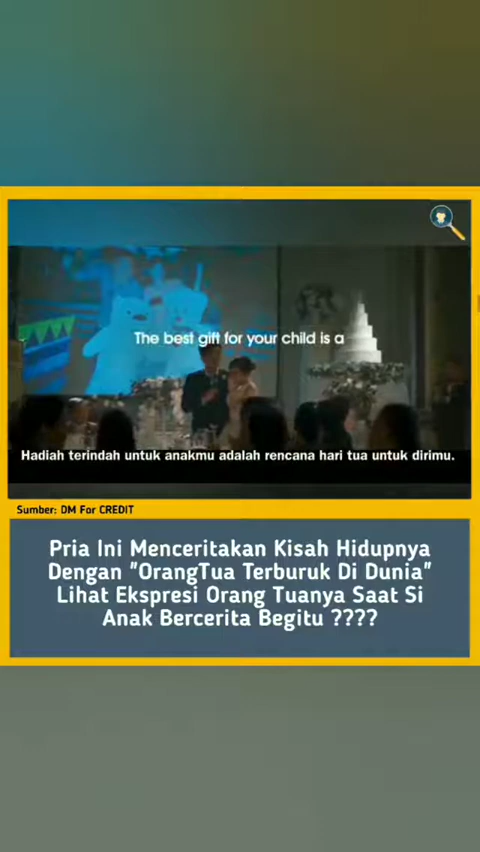 The best gift for your child is a
Hadiah terindah untuk anakmu adalah rencana hari tua untuk dirimu.
Sumber: DM For CREDIT
Pria Ini Menceritakan Kisah Hidupnya
Dengan "OrangTua Terburuk Di Dunia"
Lihat Ekspresi Orang Tuanya Saat Si
Anak Bercerita Begitu ????